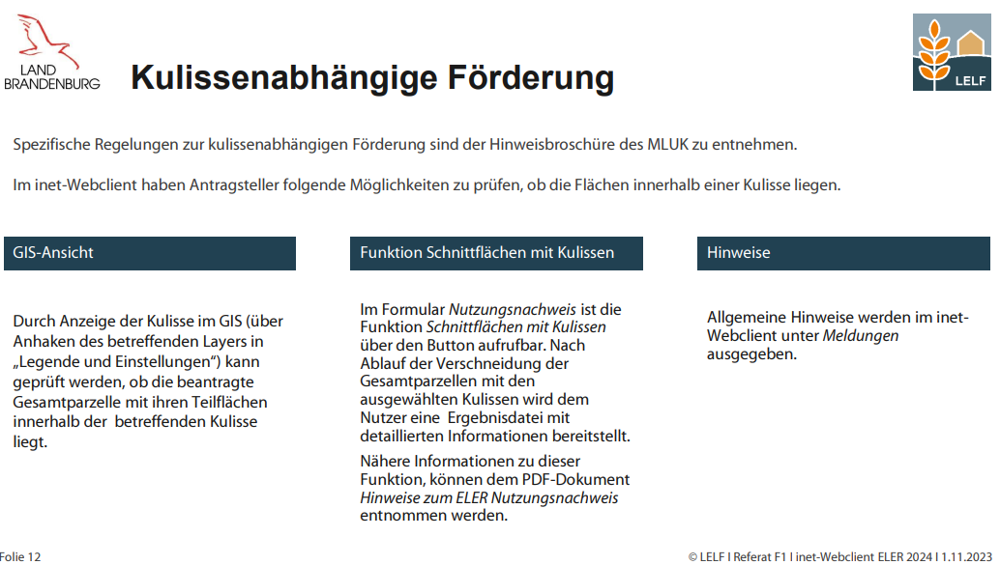 LAND
BRANDENBURG
Kulissenabhängige Förderung
LELF
Spezifische Regelungen zur kulissenabhängigen Förderung sind der Hinweisbroschüre des MLUK zu entnehmen.
Im inet-Webclient haben Antragsteller folgende Möglichkeiten zu prüfen, ob die Flächen innerhalb einer Kulisse liegen.
GIS-Ansicht
Durch Anzeige der Kulisse im GIS (über
Anhaken des betreffenden Layers in
„Legende und Einstellungen“) kann
geprüft werden, ob die beantragte
Gesamtparzelle mit ihren Teilflächen
innerhalb der  betreffenden Kulisse
liegt.
Funktion Schnittflächen mit Kulissen
Im Formular Nutzungsnachweis ist die
Funktion Schnittflächen mit Kulissen
über den Button aufrufbar. Nach
Ablauf der Verschneidung der
Gesamtparzellen mit den
ausgewählten Kulissen wird dem
Nutzer eine  Ergebnisdatei mit
detaillierten Informationen bereitstellt.
Nähere Informationen zu dieser
Funktion, können dem PDF-Dokument
Hinweise zum ELER Nutzungsnachweis
entnommen werden.
Hinweise
Allgemeine Hinweise werden im inet-
Webclient unter Meldungen
ausgegeben.
Folie 12
© LELF I Referat F1 I inet-Webclient ELER 2024 I 1.11.2023